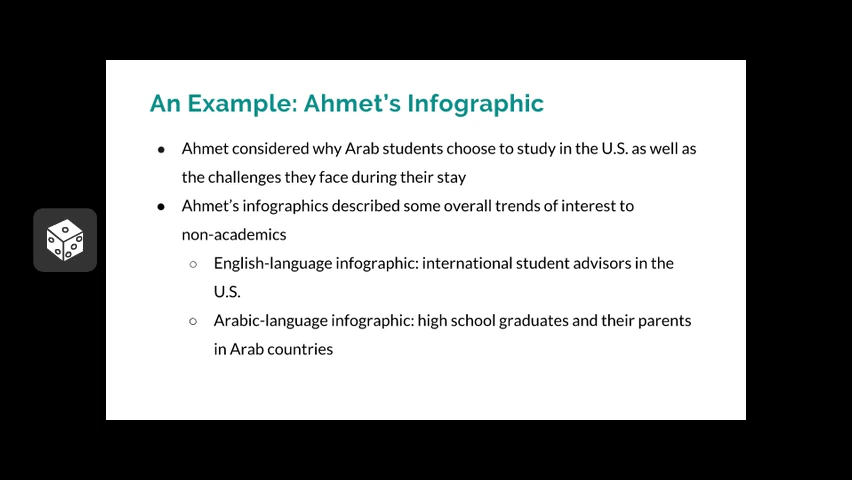 An Example: Ahmet's Infographic
● Ahmet considered why Arab students choose to study in the U.S. as well as
the challenges they face during their stay
● Ahmet's infographics described some overall trends of interest to
non-academics
○ English-language infographic: international student advisors in the
U.S.
○ Arabic-language infographic: high school graduates and their parents
in Arab countries